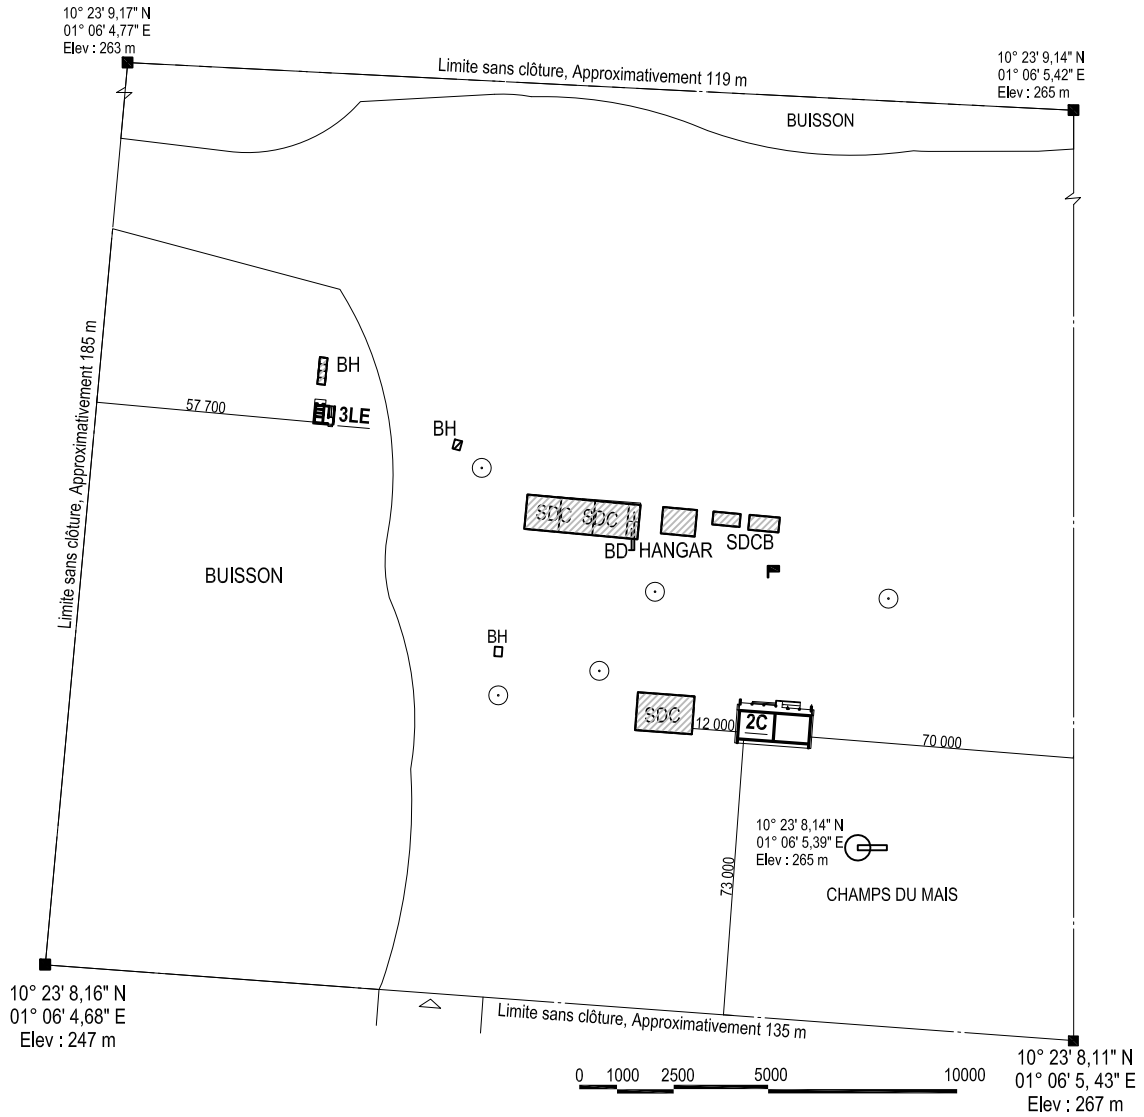 10° 23' 9,17" N
01° 06' 4,77" E
Elev : 263 m
Limite sans clôture, Approximativement 119 m
10° 23' 9,14" N
01° 06' 5,42" E
Elev : 265 m
BUISSON
Limite sans clôture, Approximativement 185 m
BH
57 700
3LE
BH
SDC
SDC
BD
HANGAR
SDCB
BUISSON
BH
SDC
12 000
2C
70 000
10° 23' 8,14" N
01° 06' 5,39" E
Elev : 265 m
73 000
CHAMPS DU MAIS
10° 23' 8,16" N
01° 06' 4,68" E
Elev : 247 m
Limite sans clôture, Approximativement 135 m
10° 23' 8,11" N
01° 06' 5, 43" E
Elev : 267 m
0 1000 2500 5000 10000